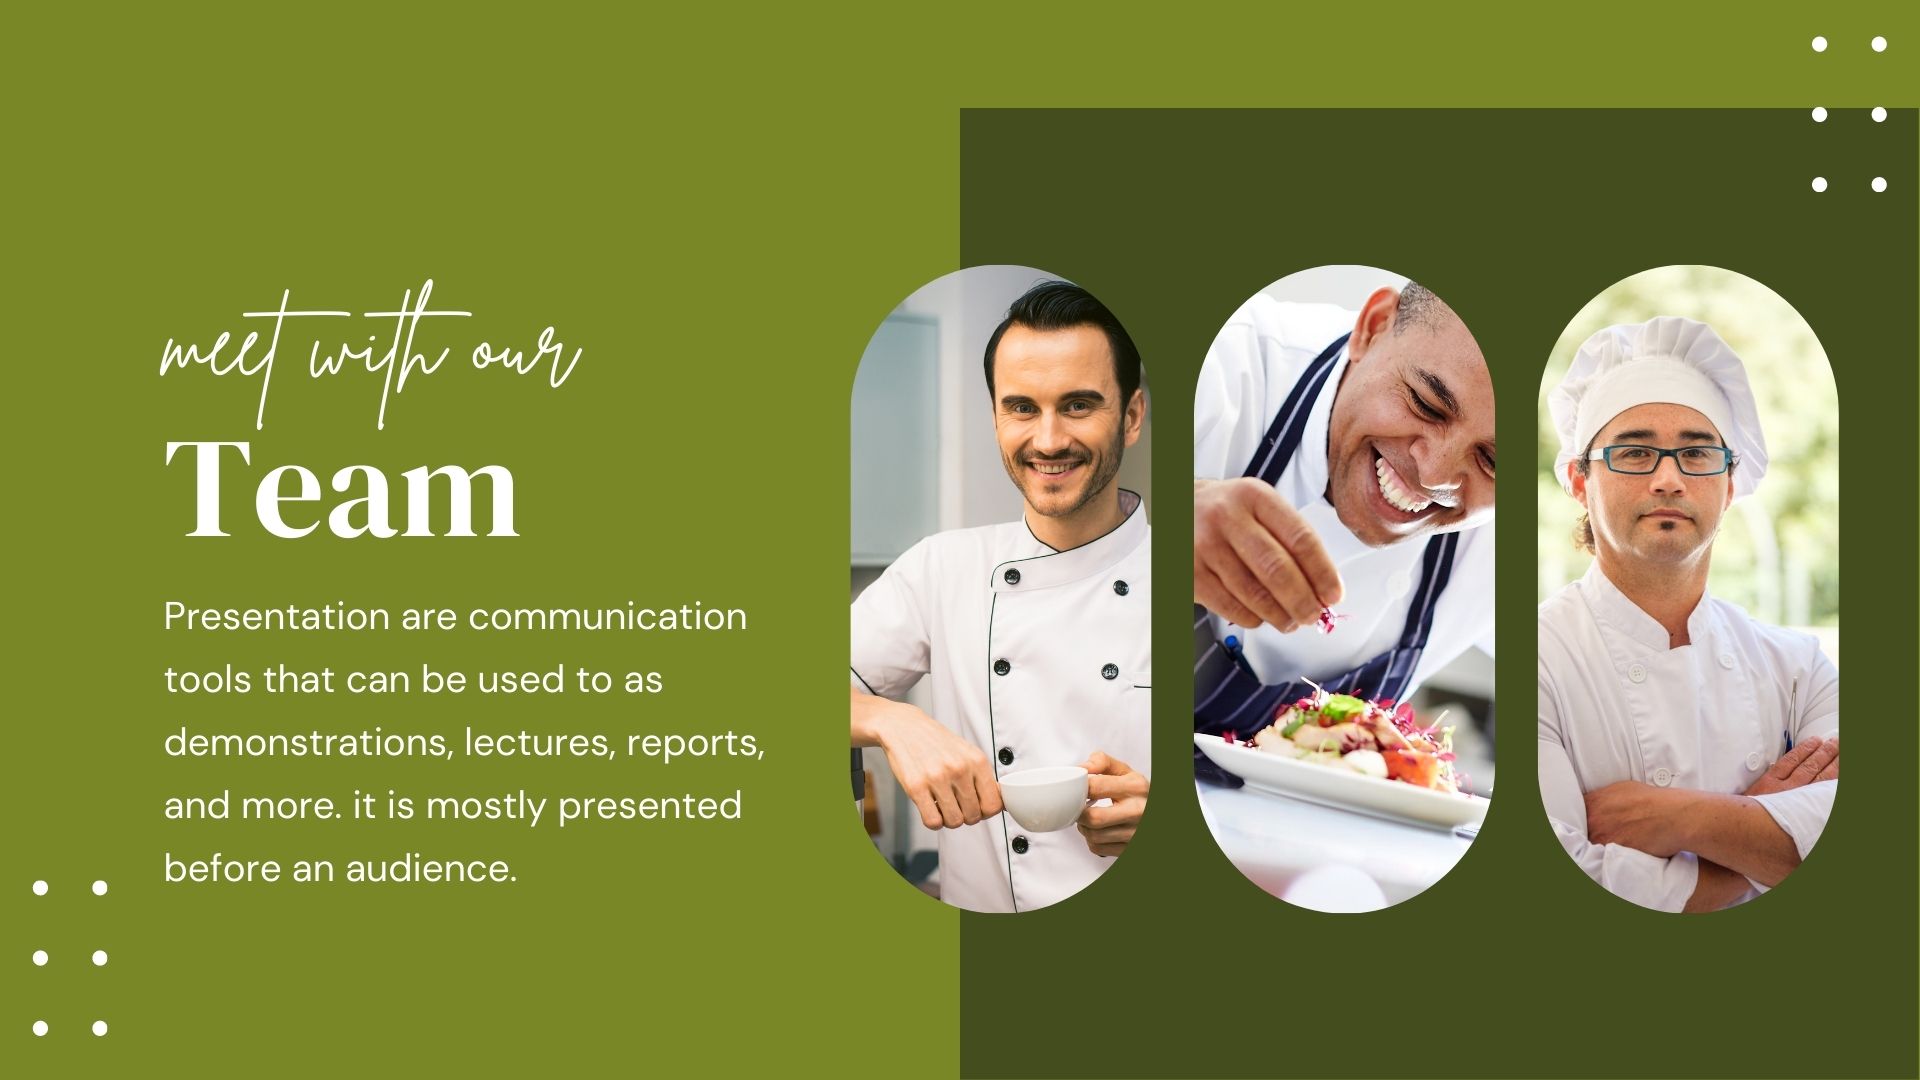 meet with our
Team
Presentation are communication
tools that can be used to as
demonstrations, lectures, reports,
and more. it is mostly presented
before an audience.